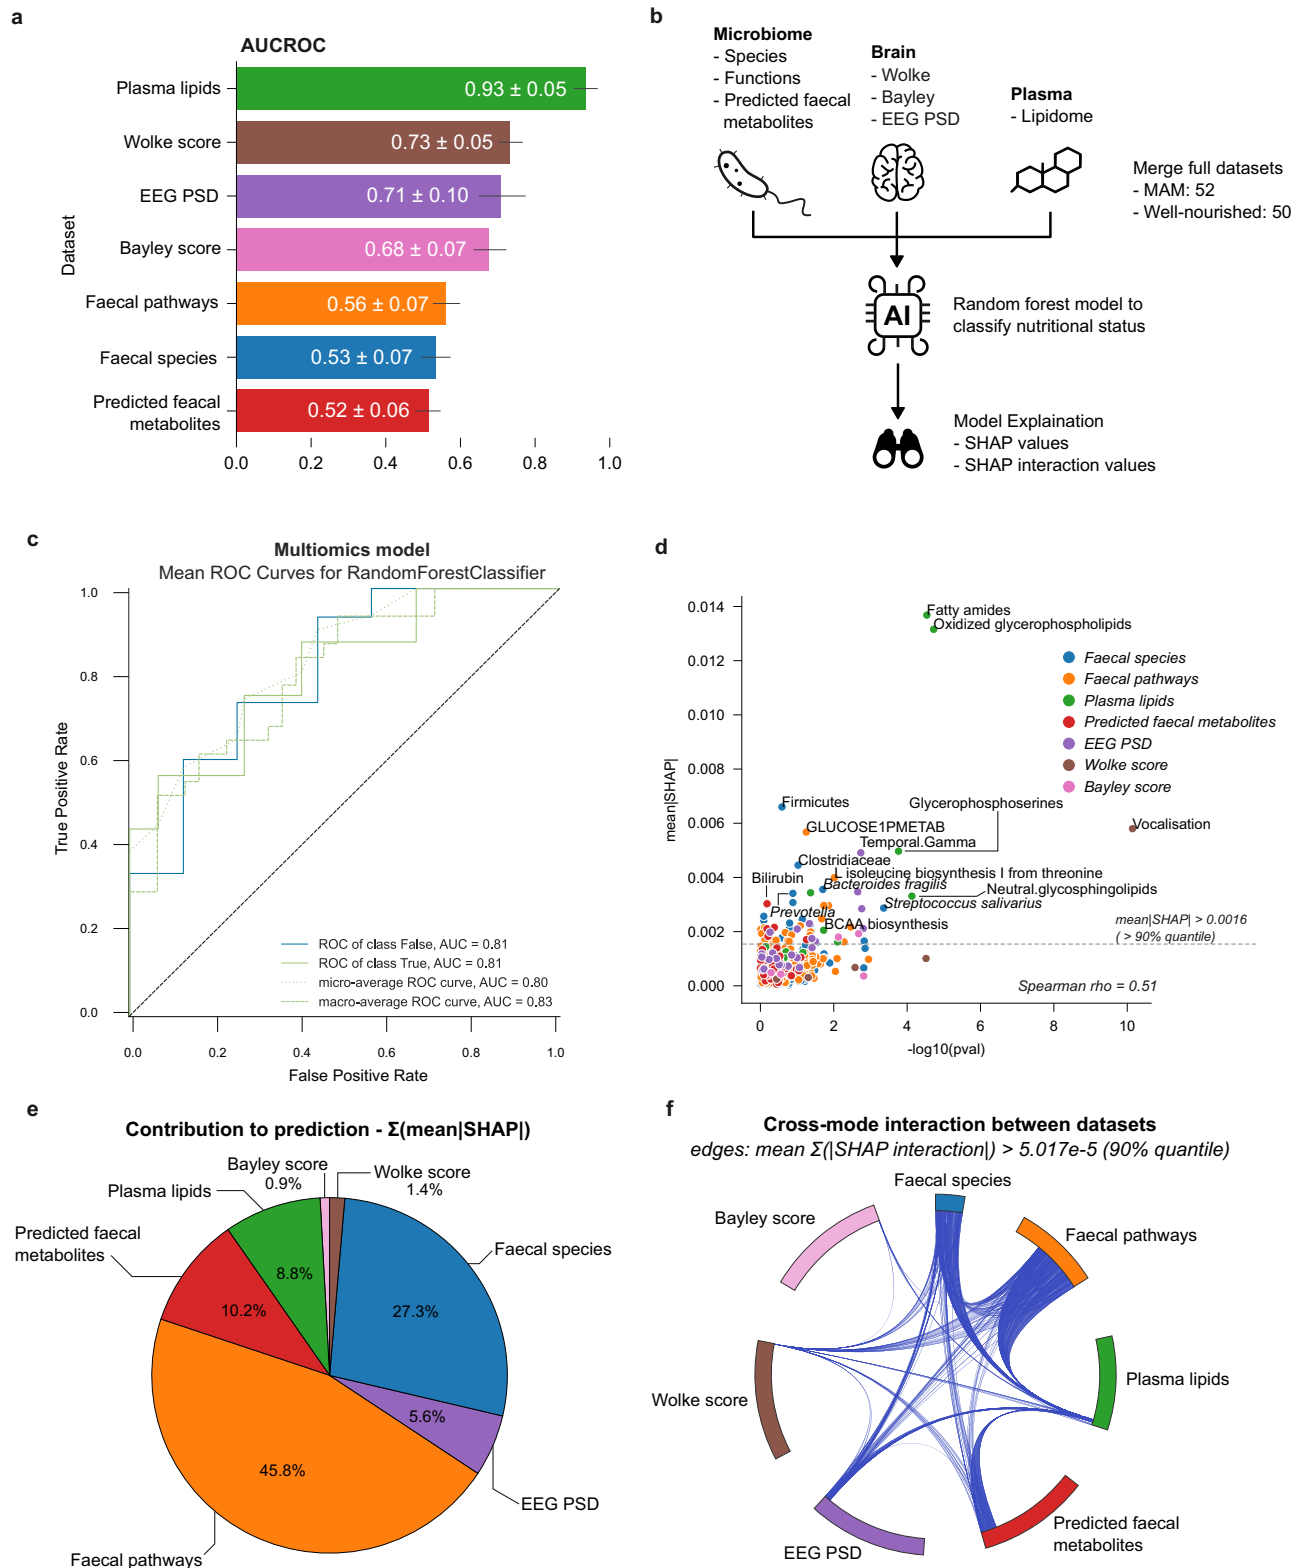 a
AUCROC
Dataset
Plasma lipids
0.93 ± 0.05
Wolke score
0.73 ± 0.05
EEG PSD
0.71 ± 0.10
Bayley score
0.68 ± 0.07
Faecal pathways
0.56 ± 0.07
Faecal species
0.53 ± 0.07
Predicted feacal
metabolites
0.52 ± 0.06
0.0 0.2 0.4 0.6 0.8 1.0
b
Microbiome
- Species
- Functions
- Predicted faecal
metabolites
Brain
- Wolke
- Bayley
- EEG PSD
Plasma
- Lipidome
Merge full datasets
- MAM: 52
- Well-nourished: 50
AI
Random forest model to
classify nutritional status
Model Explaination
- SHAP values
- SHAP interaction values
c
Multiomics model
Mean ROC Curves for RandomForestClassifier
True Positive Rate
1.0
0.8
0.6
0.4
0.2
0.0
ROC of class False, AUC = 0.81
ROC of class True, AUC = 0.81
micro-average ROC curve, AUC = 0.80
macro-average ROC curve, AUC = 0.83
0.0 0.2 0.4 0.6 0.8 1.0
False Positive Rate
d
mean|SHAP|
0.014
0.012
0.010
0.008
0.006
0.004
0.002
0.000
Fatty amides
Oxidized glycerophospholipids
Faecal species
Faecal pathways
Plasma lipids
Predicted faecal metabolites
EEG PSD
Wolke score
Bayley score
Firmicutes
Glycerophosphoserines
GLUCOSE1PMETAB
Vocalisation
Temporal.Gamma
Clostridiaceae
L isoleucine biosynthesis I from threonine
Bilirubin
Bacteroides fragilis
Neutral.glycosphingolipids
Prevotella
Streptococcus salivarius
BCAA biosynthesis
mean|SHAP| > 0.0016
( > 90% quantile)
Spearman rho = 0.51
0 2 4 6 8 10
-log10(pval)
e
Contribution to prediction - Σ(mean|SHAP|)
Bayley score
0.9%
Wolke score
1.4%
Plasma lipids
8.8%
Predicted faecal
metabolites
10.2%
Faecal species
27.3%
5.6%
EEG PSD
45.8%
Faecal pathways
f
Cross-mode interaction between datasets
edges: mean Σ(|SHAP interaction|) > 5.017e-5 (90% quantile)
Faecal species
Bayley score
Faecal pathways
Wolke score
Plasma lipids
EEG PSD
Predicted faecal
metabolites